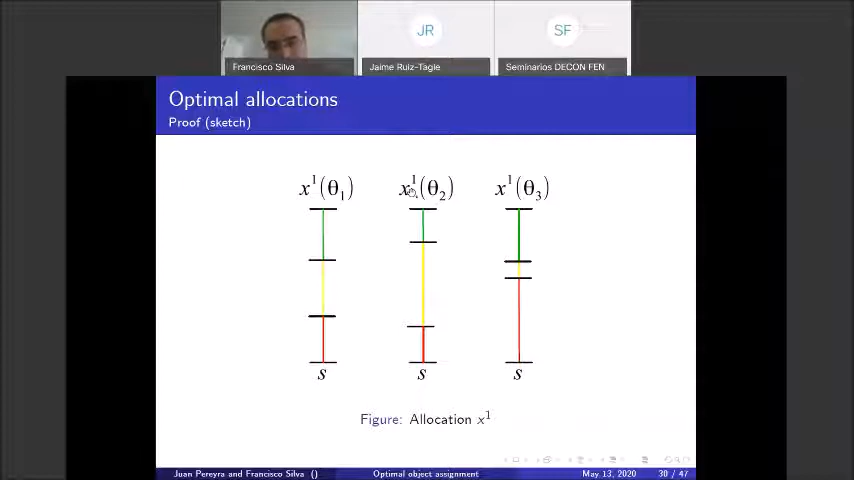 JR
SF
Francisco Silva
Jaime Ruiz-Tagle
Seminarios DECON FEN
Optimal allocations
Proof (sketch)
x¹(θ₁) x¹(θ₂) x¹(θ₃)
s s s
Figure: Allocation x¹
Juan Pereyra and Francisco Silva () Optimal object assignment May 13, 2020 30 / 47